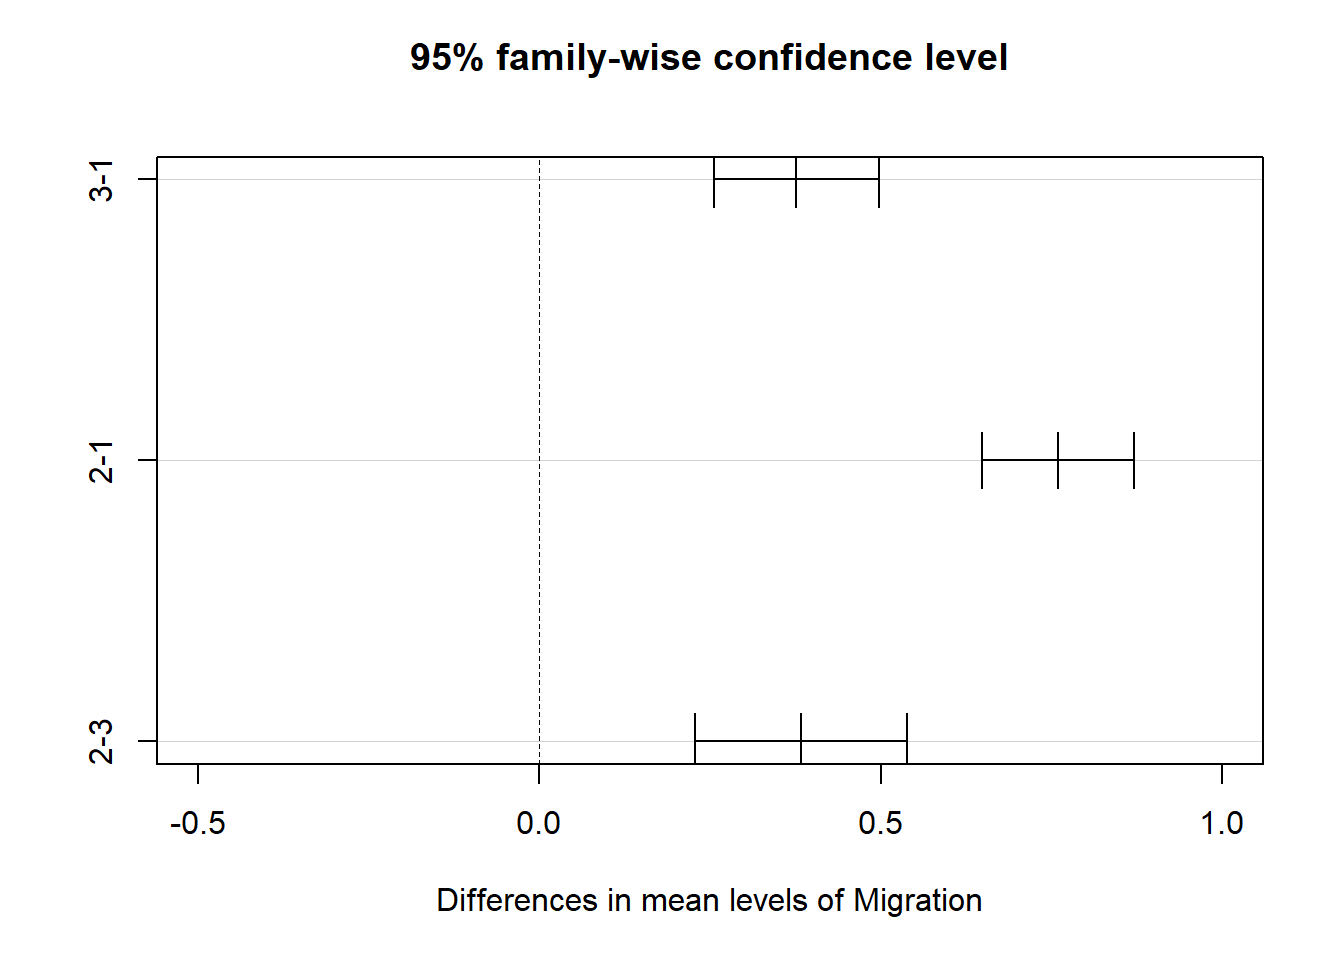 95% family-wise confidence level
3-1
2-1
2-3
-0.5 0.0 0.5 1.0
Differences in mean levels of Migration